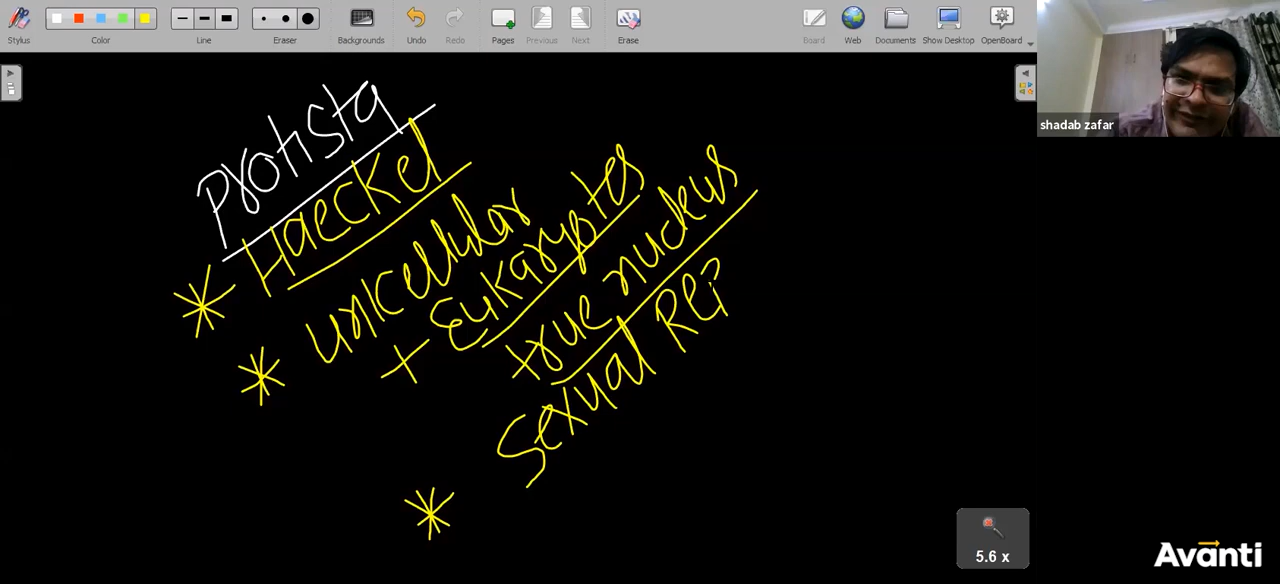 Stylus
Color
Line
Eraser
Backgrounds
Undo
Redo
Pages
Previous
Next
Erase
Board
Web
Documents
Show Desktop
OpenBoard
shadab zafar
Protista
* Haeckel
* unicellular
+ Eukaryotes
true nucleus
Sexual Rep
*
5.6 x
Avanti